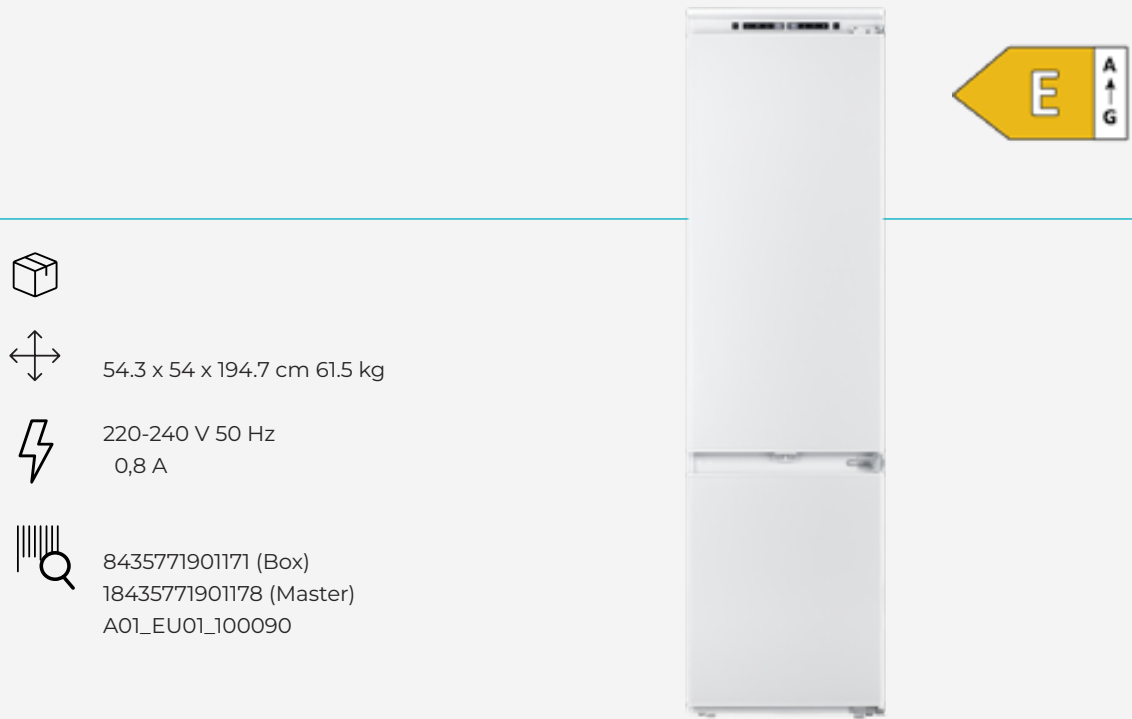 E
A
G
54.3 x 54 x 194.7 cm 61.5 kg
220-240 V 50 Hz
0,8 A
8435771901171 (Box)
18435771901178 (Master)
A01_EU01_100090